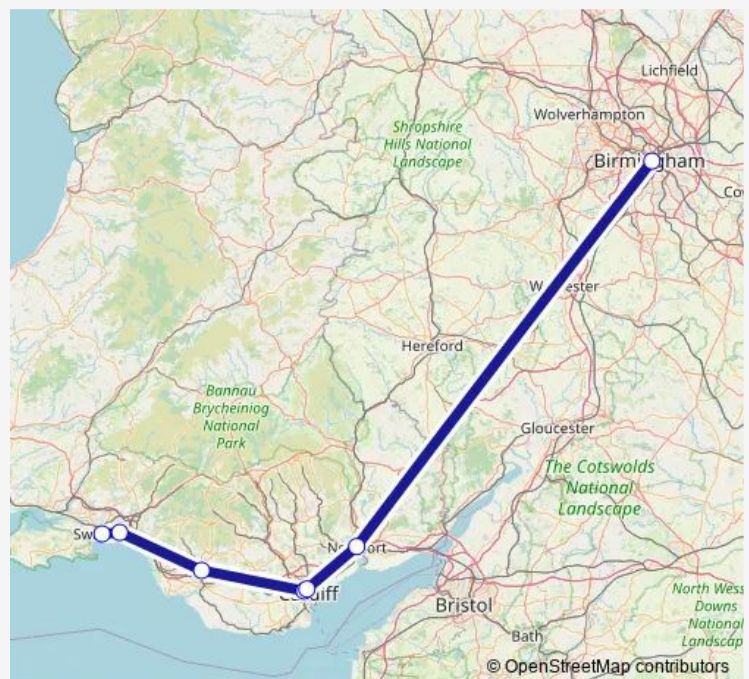 Lichfield
Wolverhampton
Shropshire
Hills National
Landscape
Hereford
Bannau
Brycheiniog
National
Park
Gloucester
The Cotswolds
National
Landscape
Bristol
North Wess
Downs
National
Landscap
Bath
© OpenStreetMap contributors